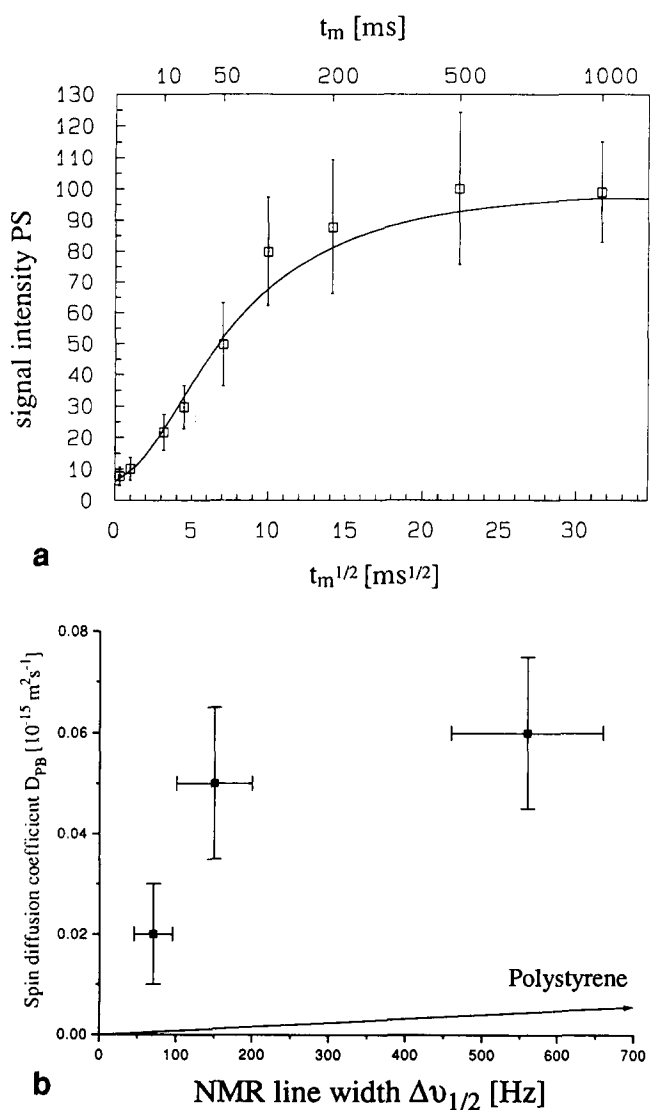 t_m [ms]
10 50 200 500 1000
130
120
110
100
90
80
70
60
50
40
30
20
10
0
signal intensity PS
0 5 10 15 20 25 30
a
t_m^1/2 [ms^1/2]
0.08
0.06
0.04
0.02
0.00
Spin diffusion coefficient D_PB [10^-15 m^2s^-1]
Polystyrene
0 100 200 300 400 500 600 700
b
NMR line width Δυ_1/2 [Hz]